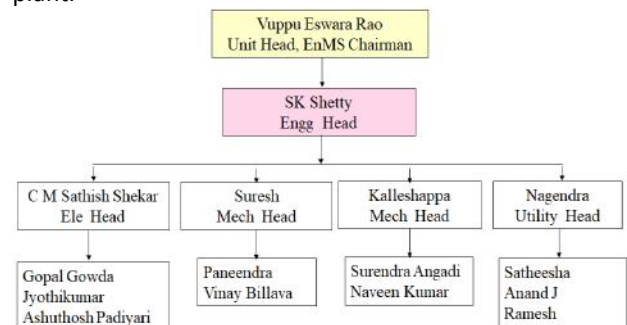 plant.
Vuppu Eswara Rao
Unit Head, EnMS Chairman
SK Shetty
Engg Head
C M Sathish Shekar
Ele Head
Suresh
Mech Head
Kalleshappa
Mech Head
Nagendra
Utility Head
Gopal Gowda
Jyothikumar
Ashuthosh Padiyari
Paneendra
Vinay Billava
Surendra Angadi
Naveen Kumar
Satheesha
Anand J
Ramesh